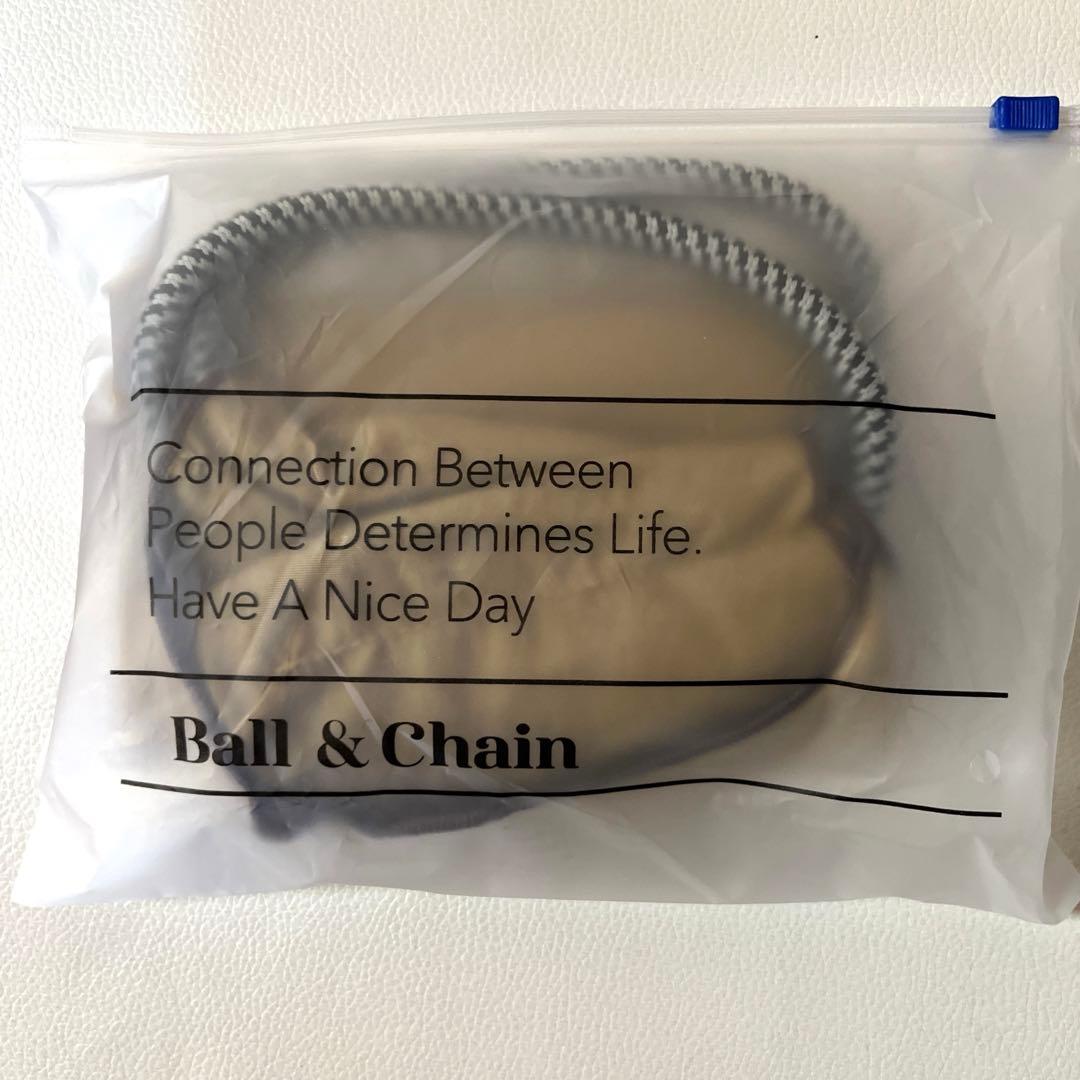 Connection Between
People Determines Life.
Have A Nice Day
Ball & Chain